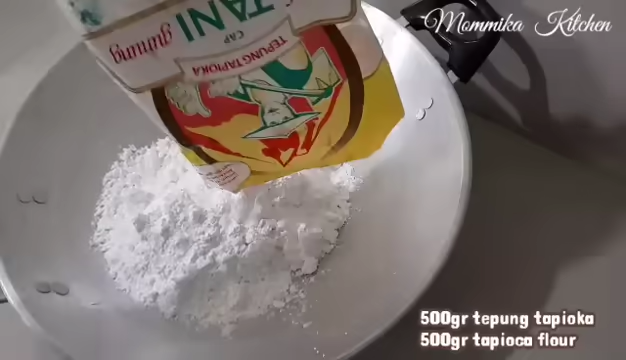 Mommika Kitchen
gunung
TANI
CAP
TEPUNG TAPIOKA
500gr tepung tapioka
500gr tapioca flour